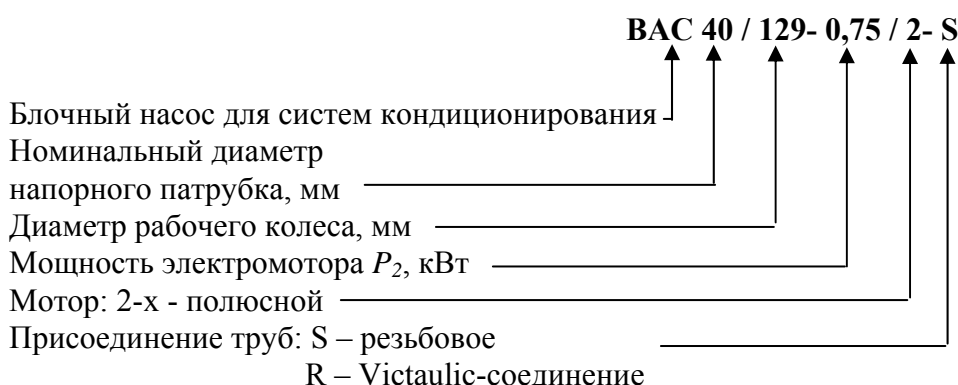 BAC 40 / 129- 0,75 / 2- S
Блочный насос для систем кондиционирования
Номинальный диаметр
напорного патрубка, мм
Диаметр рабочего колеса, мм
Мощность электромотора P2, кВт
Мотор: 2-х - полюсной
Присоединение труб: S – резьбовое
R – Victaulic-соединение